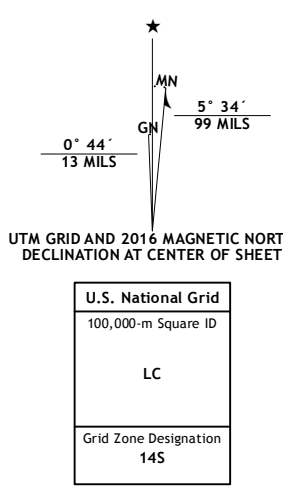 ★
MN
5° 34´
99 MILS
GN
0° 44´
13 MILS
UTM GRID AND 2016 MAGNETIC NORT
DECLINATION AT CENTER OF SHEET
U.S. National Grid
100,000-m Square ID
LC
Grid Zone Designation
14S